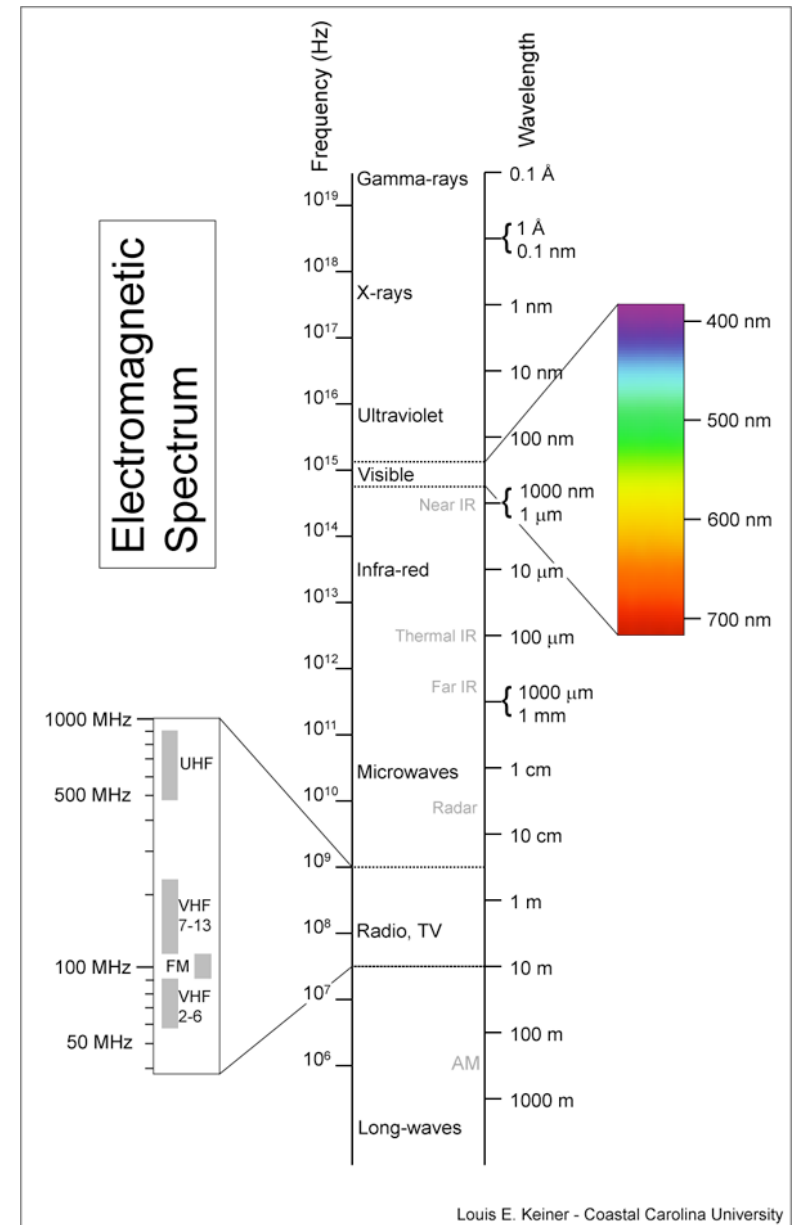 Electromagnetic
Spectrum
Frequency (Hz)
Wavelength
Gamma-rays
0.1 Å
10¹⁹
1 Å
0.1 nm
10¹⁸
X-rays
1 nm
10¹⁷
10 nm
10¹⁶
Ultraviolet
100 nm
10¹⁵
Visible
1000 nm
1 μm
Near IR
10¹⁴
Infra-red
10 μm
10¹³
Thermal IR
100 μm
10¹²
Far IR
1000 μm
1 mm
10¹¹
Microwaves
1 cm
10¹⁰
Radar
10 cm
10⁹
1 m
10⁸
Radio, TV
10 m
10⁷
100 m
10⁶
AM
1000 m
Long-waves
400 nm
500 nm
600 nm
700 nm
1000 MHz
UHF
500 MHz
VHF
7-13
100 MHz
FM
VHF
2-6
50 MHz
Louis E. Keiner - Coastal Carolina University